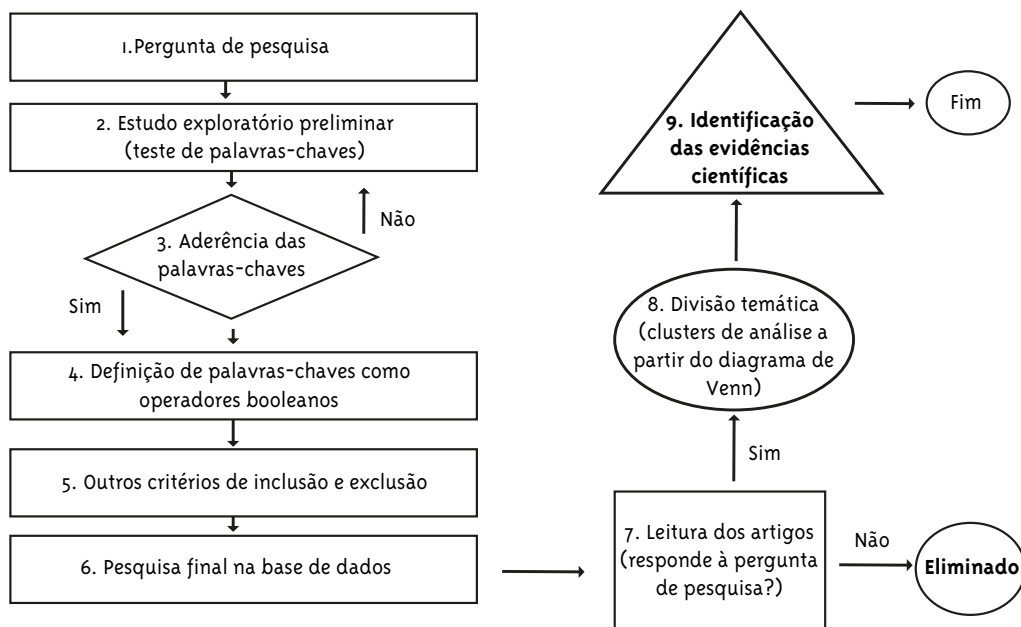 1.Pergunta de pesquisa
2. Estudo exploratório preliminar
(teste de palavras-chaves)
Não
3. Aderência das
palavras-chaves
Sim
4. Definição de palavras-chaves como
operadores booleanos
5. Outros critérios de inclusão e exclusão
6. Pesquisa final na base de dados
7. Leitura dos artigos
(responde à pergunta
de pesquisa?)
Não
Eliminado
Sim
8. Divisão temática
(clusters de análise a
partir do diagrama de
Venn)
9. Identificação
das evidências
científicas
Fim